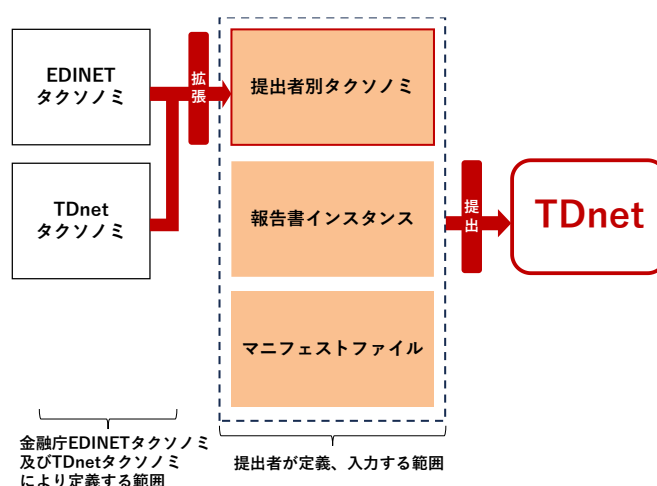 EDINET
タクソノミ
拡張
提出者別タクソノミ
TDnet
タクソノミ
報告書インスタンス
提出
TDnet
マニフェストファイル
金融庁EDINETタクソノミ
及びTDnetタクソノミ
により定義する範囲
提出者が定義、入力する範囲